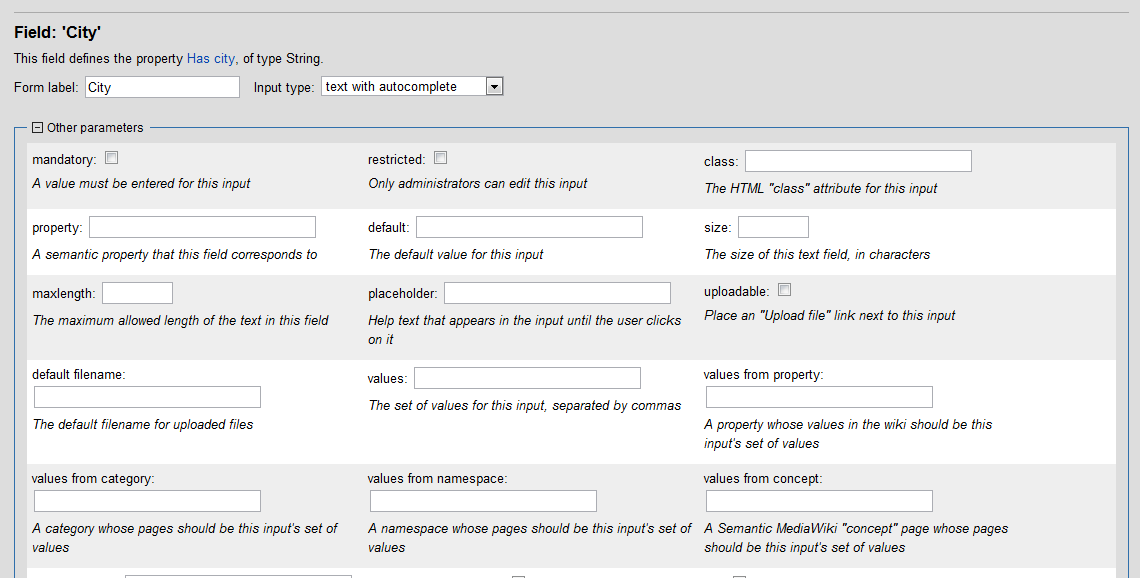 Field: 'City'
This field defines the property Has city, of type String.
Form label: City Input type: text with autocomplete
Other parameters
mandatory: restricted: class:
A value must be entered for this input Only administrators can edit this input The HTML "class" attribute for this input
property: default: size:
A semantic property that this field corresponds to The default value for this input The size of this text field, in characters
maxlength: placeholder: uploadable:
The maximum allowed length of the text in this field Help text that appears in the input until the user clicks Place an "Upload file" link next to this input
on it
default filename: values: values from property:
The default filename for uploaded files The set of values for this input, separated by commas A property whose values in the wiki should be this
input's set of values
values from category: values from namespace: values from concept:
A category whose pages should be this input's set of A namespace whose pages should be this input's set of A Semantic MediaWiki "concept" page whose pages
values values should be this input's set of values